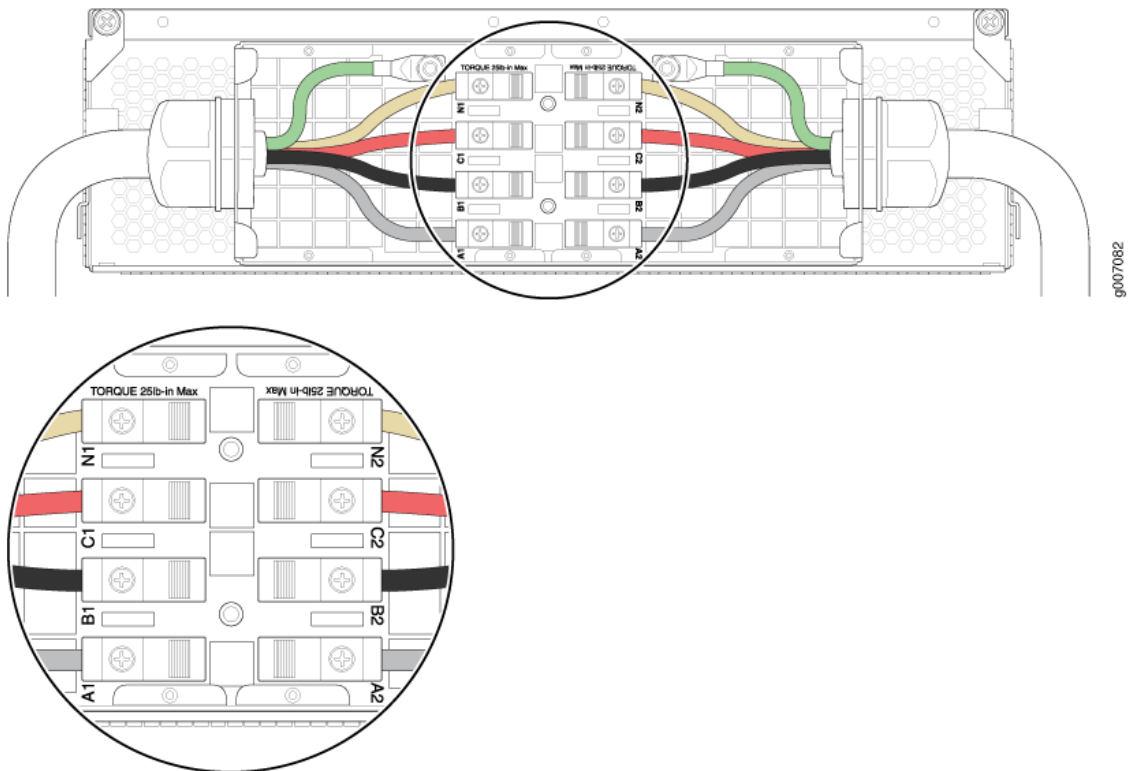 TORQUE 25lb-in Max TORQUE 25lb-in Max
N1 N2
C1 C2
B1 B2
A1 A2
g007082
TORQUE 25lb-in Max TORQUE 25lb-in Max
N1 N2
C1 C2
B1 B2
A1 A2